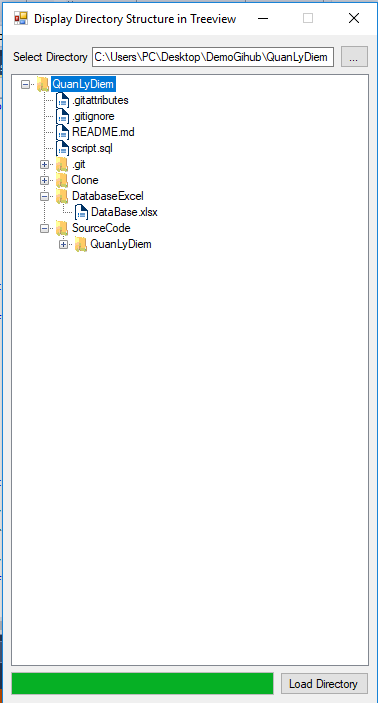 Display Directory Structure in Treeview
Select Directory C:\Users\PC\Desktop\DemoGihub\QuanLyDiem ...
QuanLyDiem
.gitattributes
.gitignore
README.md
script.sql
.git
Clone
DatabaseExcel
DataBase.xlsx
SourceCode
QuanLyDiem
Load Directory